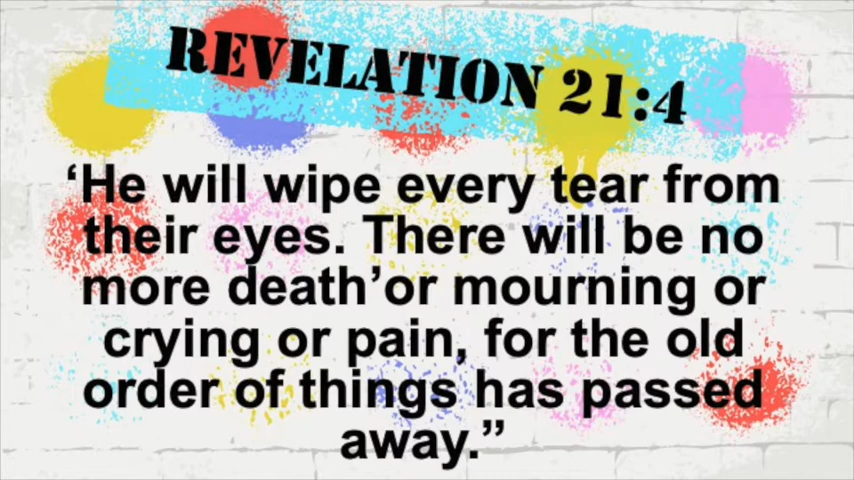 REVELATION 21:4
‘He will wipe every tear from
their eyes. There will be no
more death’or mourning or
crying or pain, for the old
order of things has passed
away.”